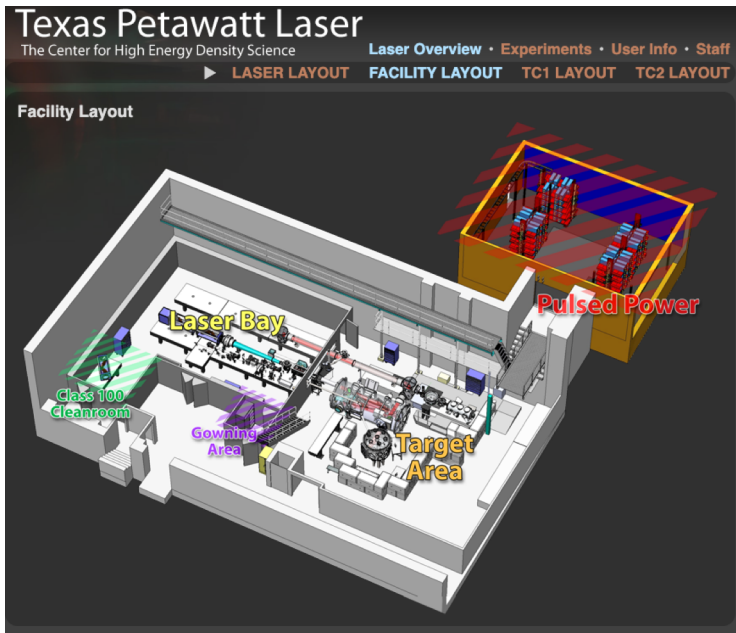 Texas Petawatt Laser
The Center for High Energy Density Science
Laser Overview • Experiments • User Info • Staff
▶ LASER LAYOUT FACILITY LAYOUT TC1 LAYOUT TC2 LAYOUT
Facility Layout
Pulsed Power
Laser Bay
Class 100
Cleanroom
Gowning
Area
Target
Area